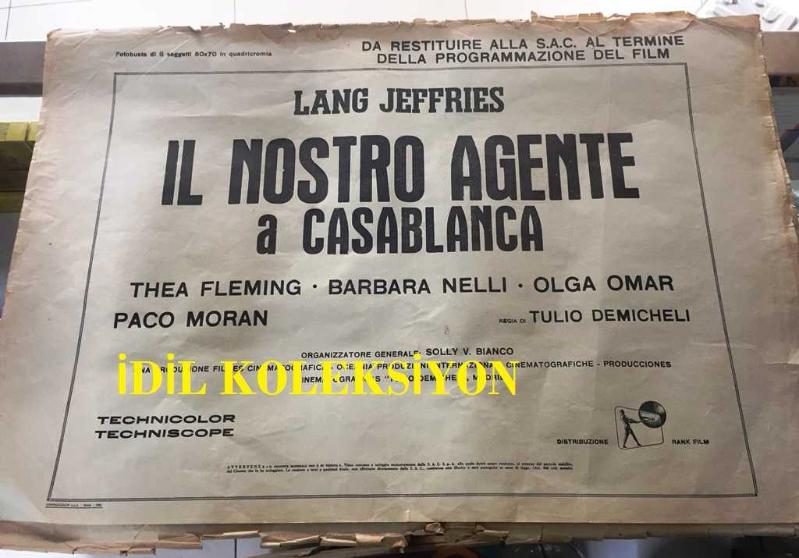 Fotobusta di 6 soggetti 50x70 in quadricromia
DA RESTITUIRE ALLA S.A.C. AL TERMINE
DELLA PROGRAMMAZIONE DEL FILM
LANG JEFFRIES
IL NOSTRO AGENTE
a CASABLANCA
THEA FLEMING · BARBARA NELLI · OLGA OMAR
PACO MORAN
REGIA DI TULIO DEMICHELI
ORGANIZZATORE GENERALE: SOLLY V. BIANCO
CINEMATOGRAFICHE - PRODUCCIONES
İDİL KOLEKSİYON
TECHNICOLOR
TECHNISCOPE
DISTRIBUZIONE
RANK FILM